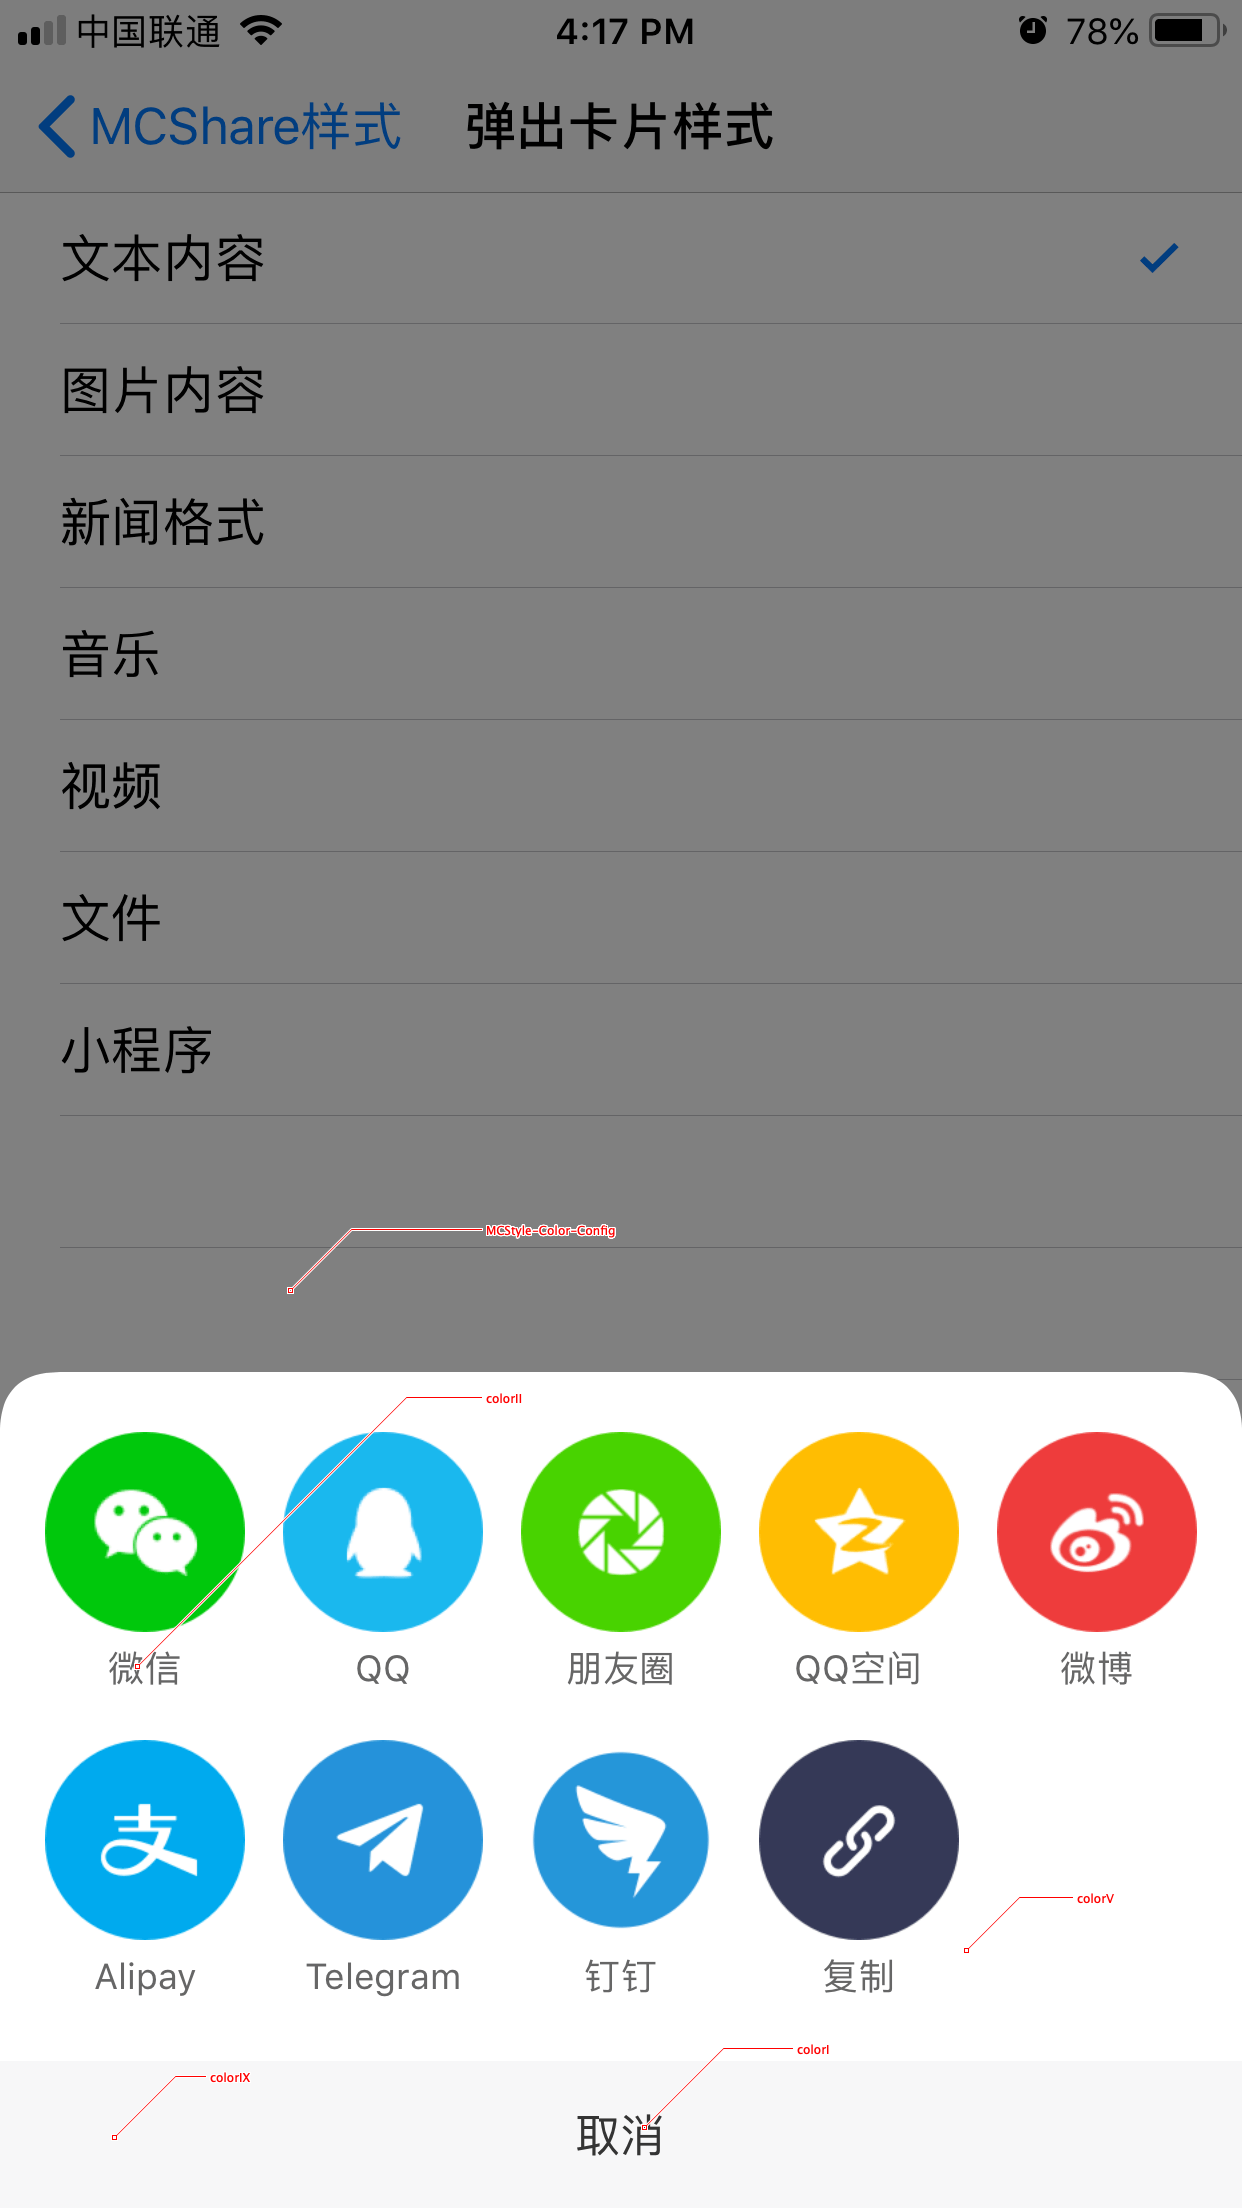 中国联通 4:17 PM 78%
MCShare样式 弹出卡片样式
文本内容
图片内容
新闻格式
音乐
视频
文件
小程序
MCStyle-Color-Config
colorII
微信 QQ 朋友圈 QQ空间 微博
支
colorV
Alipay Telegram 钉钉 复制
colorI
colorIX
取消